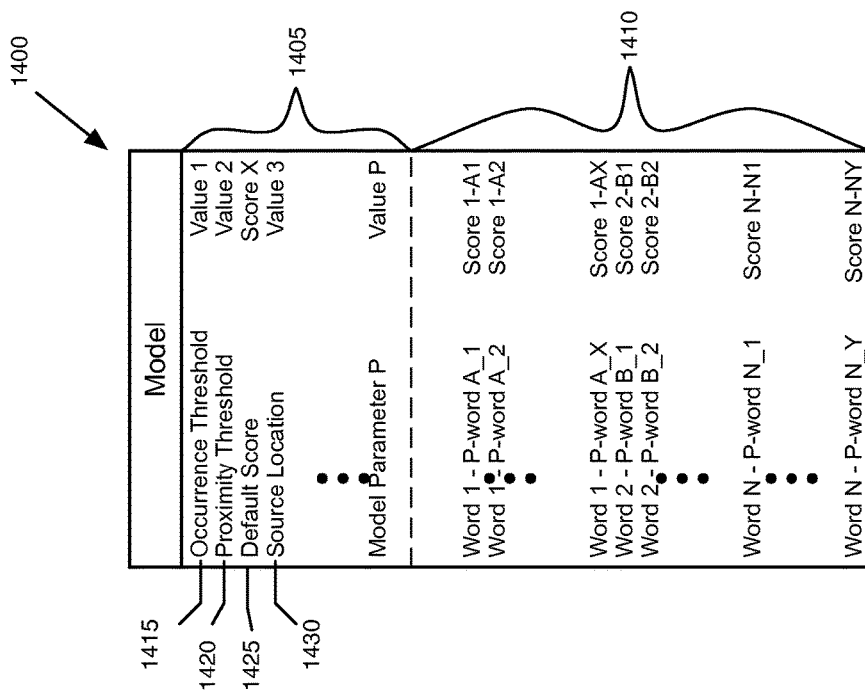 1400
Model
1415
Occurrence Threshold Value 1
1420
Proximity Threshold Value 2
1425
Default Score Score X
1430
Source Location Value 3
Model Parameter P Value P
1405
Word 1 - P-word A_1 Score 1-A1
Word 1 - P-word A_2 Score 1-A2
Word 1 - P-word A_X Score 1-AX
Word 2 - P-word B_1 Score 2-B1
Word 2 - P-word B_2 Score 2-B2
Word N - P-word N_1 Score N-N1
Word N - P-word N_Y Score N-NY
1410